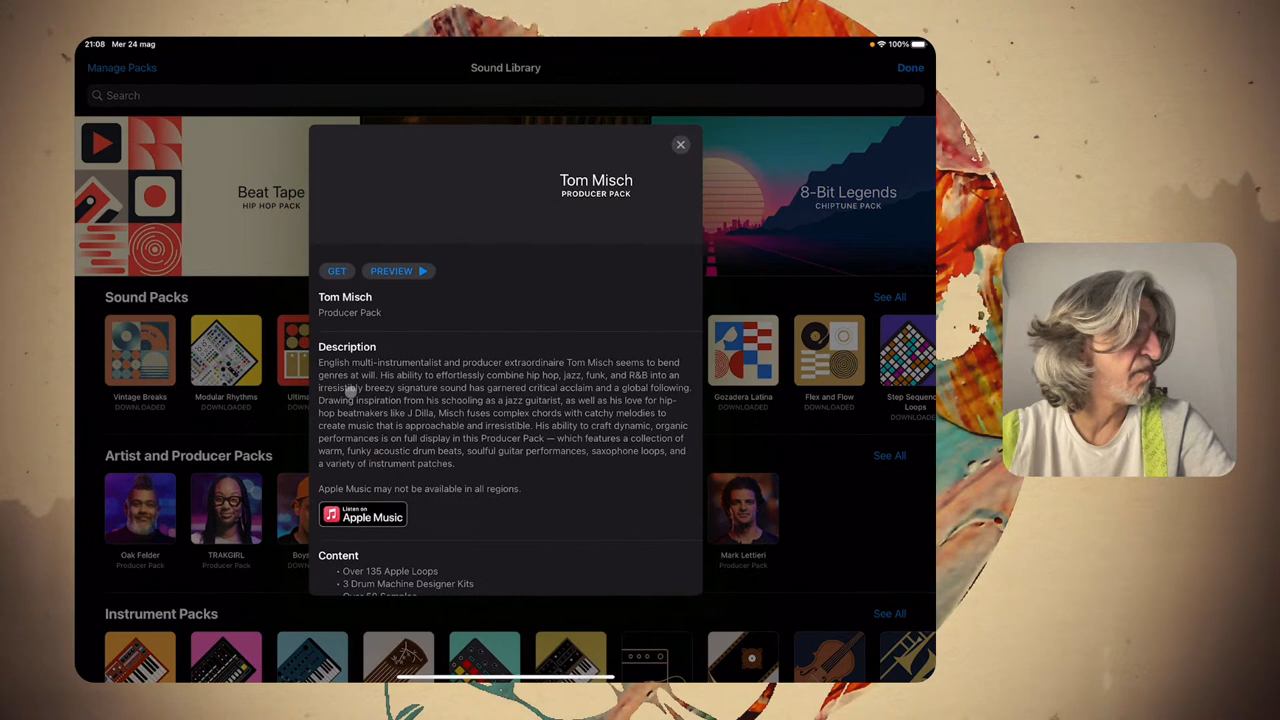 21:08 Mer 24 mag
100%
Manage Packs
Sound Library
Done
Search
Beat Tape
HIP HOP PACK
Tom Misch
PRODUCER PACK
8-Bit Legends
CHIPTUNE PACK
GET
PREVIEW
Tom Misch
Producer Pack
Description
English multi-instrumentalist and producer extraordinaire Tom Misch seems to bend
genres at will. His ability to effortlessly combine hip hop, jazz, funk, and R&B into an
irresistibly breezy signature sound has garnered critical acclaim and a global following.
Drawing inspiration from his schooling as a jazz guitarist, as well as his love for hip-
hop beatmakers like J Dilla, Misch fuses complex chords with catchy melodies to
create music that is approachable and irresistible. His ability to craft dynamic, organic
performances is on full display in this Producer Pack — which features a collection of
warm, funky acoustic drum beats, soulful guitar performances, saxophone loops, and
a variety of instrument patches.
Apple Music may not be available in all regions.
Listen on
Apple Music
Content
• Over 135 Apple Loops
• 3 Drum Machine Designer Kits
Sound Packs
See All
Vintage Breaks
DOWNLOADED
Modular Rhythms
DOWNLOADED
Ultima
DOW
Gozadera Latina
DOWNLOADED
Flex and Flow
DOWNLOADED
Step Sequenc
Loops
DOWNLOADED
Artist and Producer Packs
See All
Oak Felder
Producer Pack
TRAKGIRL
Producer Pack
Boys
Prod
Mark Lettieri
Producer Pack
Instrument Packs
See All